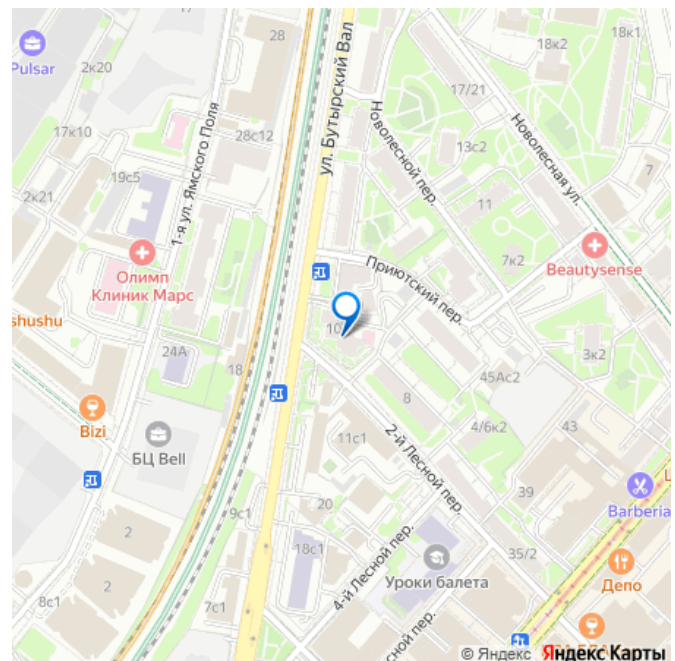 28
18к2
18к1
Pulsar
2к20
ул. Бутырский Вал
17/21
Новолесной пер.
Новолесная ул.
17к10
28с12
13с2
7
19с5
1-я ул. Ямского Поля
2к21
11
7к2
Олимп
Клиник Марс
Приютский пер.
Beautysense
shushu
10
24А
18
3к2
45Ас2
8
Bizi
4/6к2
43
БЦ Bell
11с1
2-й Лесной пер.
39
Barberia
9с1
20
2
18с1
35/2
4-й Лесной пер.
Уроки балета
Депо
2
8с1
7с1
сной пер.
© Яндекс Яндекс Карты